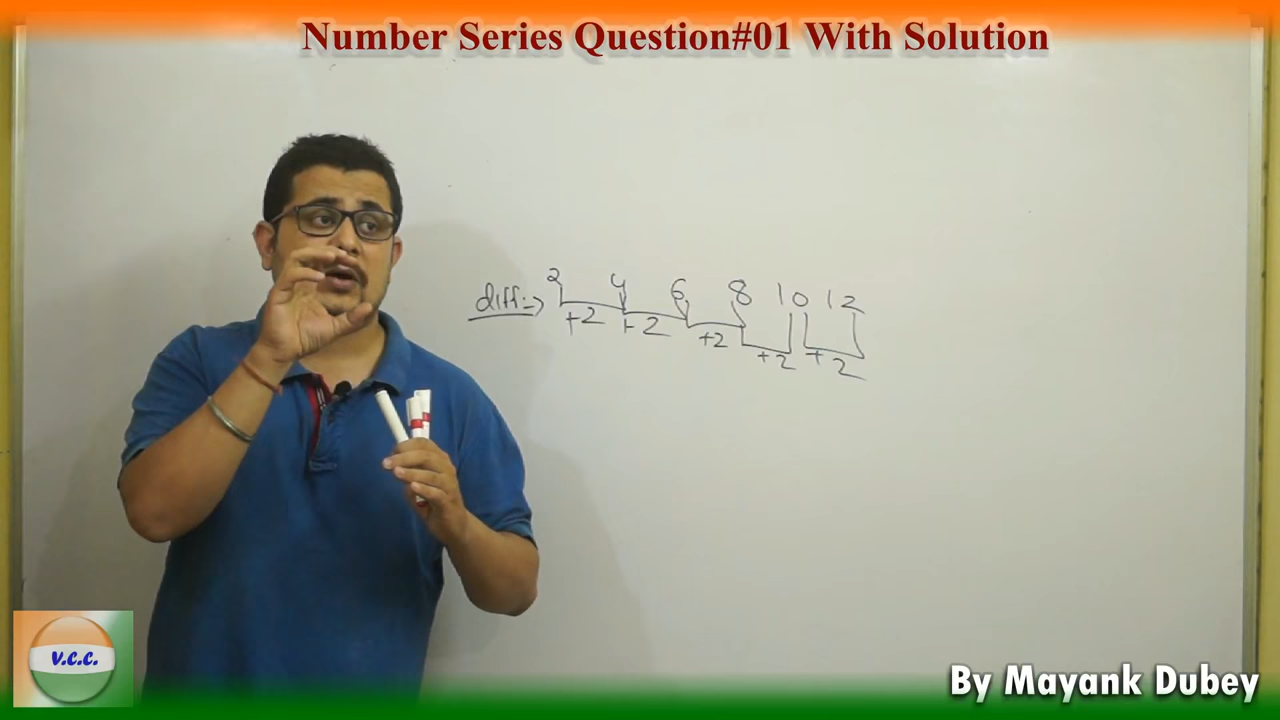 Number Series Question#01 With Solution
diff:→ 2 4 6 8 10 12
+2 +2 +2 +2 +2
V.C.C.
By Mayank Dubey